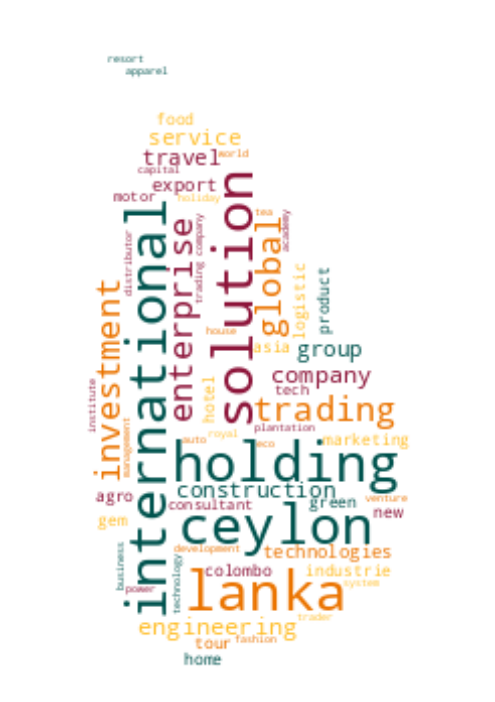 resort
apparel
food
service
travel
world
capital
export
motor
holiday
solution
international
enterprise
trading company
distributor
tea
academy
global
logistic
product
investment
house
asia
group
company
tech
hotel
institute
trading
plantation
management
auto
royal
eco
marketing
holding
construction
agro
consultant
green
venture
new
gem
ceylon
development
technologies
business
technology
power
colombo
industrie
system
lanka
trader
engineering
tour
fashion
home